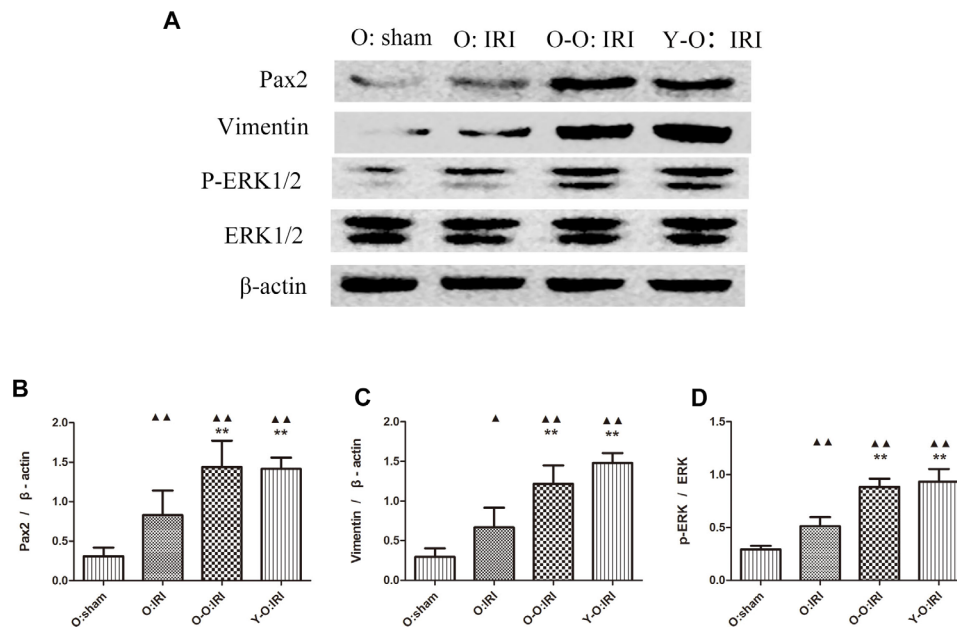 A
O: sham O: IRI O-O: IRI Y-O: IRI
Pax2
Vimentin
P-ERK1/2
ERK1/2
β-actin
B
Pax2 / β - actin
2.0
1.5
1.0
0.5
0.0
▲▲ ▲▲ ▲▲
** **
O:sham O:IRI O-O:IRI Y-O:IRI
C
Vimentin / β - actin
2.0
1.5
1.0
0.5
0.0
▲ ▲▲ ▲▲
** **
O:sham O:IRI O-O:IRI Y-O:IRI
D
p-ERK / ERK
1.5
1.0
0.5
0.0
▲▲ ▲▲ ▲▲
** **
O:sham O:IRI O-O:IRI Y-O:IRI